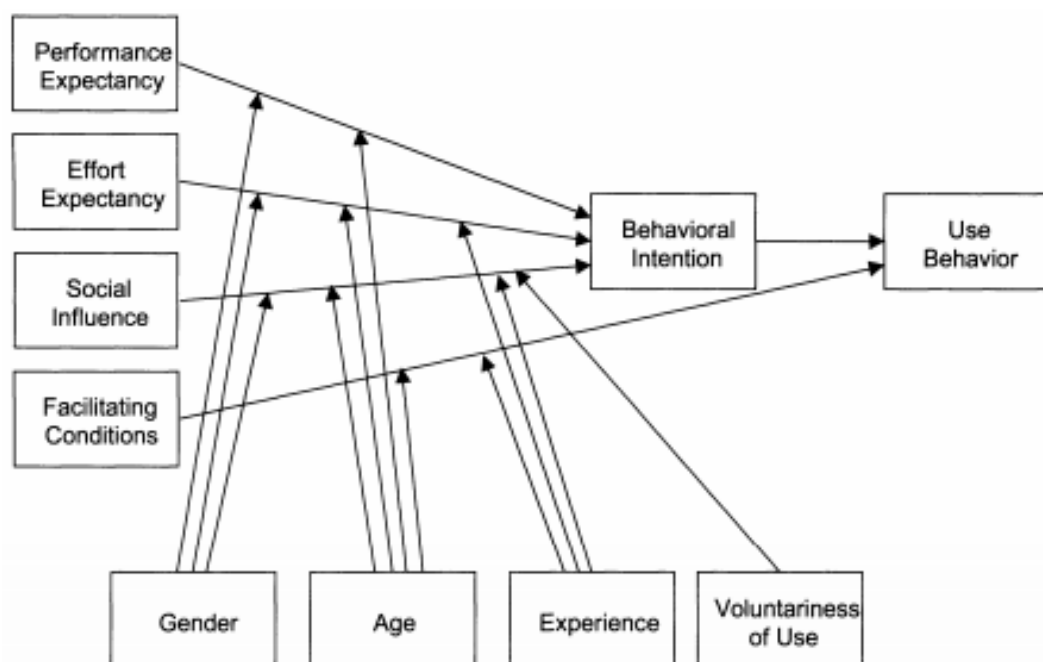 Performance
Expectancy
Effort
Expectancy
Social
Influence
Facilitating
Conditions
Behavioral
Intention
Use
Behavior
Gender
Age
Experience
Voluntariness
of Use